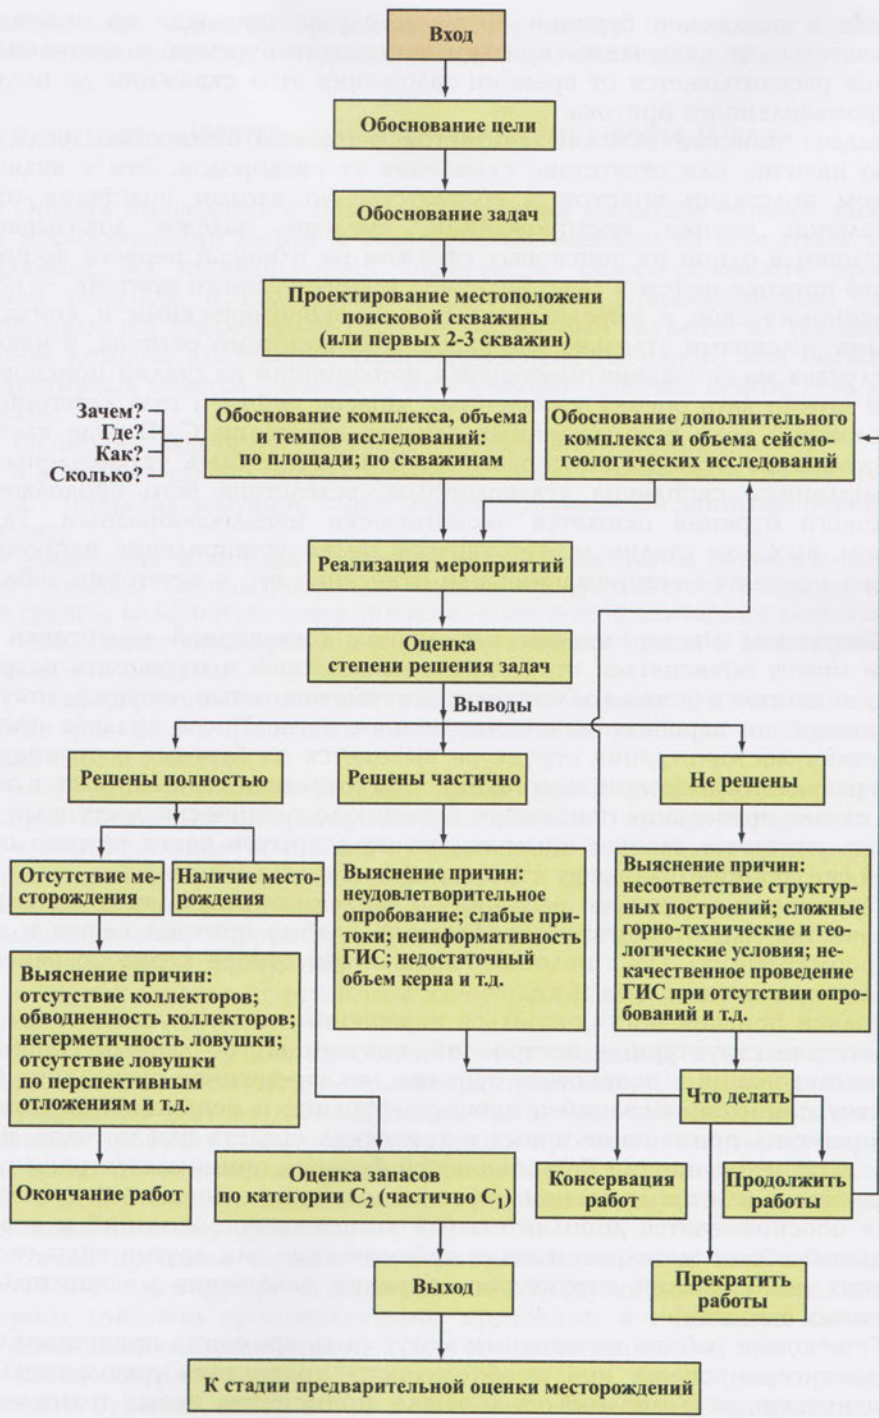 Вход
Обоснование цели
Обоснование задач
Проектирование местоположени
поисковой скважины
(или первых 2-3 скважин)
Зачем?
Где?
Как?
Сколько?
Обоснование комплекса, объема
и темпов исследований:
по площади; по скважинам
Обоснование дополнительного
комплекса и объема сейсмо-
геологических исследований
Реализация мероприятий
Оценка
степени решения задач
Выводы
Решены полностью
Решены частично
Не решены
Отсутствие ме-
сторождения
Наличие место-
рождения
Выяснение причин:
неудовлетворительное
опробование; слабые при-
токи; неинформативность
ГИС; недостаточный
объем керна и т.д.
Выяснение причин:
несоответствие структур-
ных построений; сложные
горно-технические и гео-
логические условия; не-
качественное проведение
ГИС при отсутствии опро-
бований и т.д.
Выяснение причин:
отсутствие коллекторов;
обводненность коллекторов;
негерметичность ловушки;
отсутствие ловушки
по перспективным
отложениям и т.д.
Что делать
Окончание работ
Оценка запасов
по категории С₂ (частично С₁)
Консервация
работ
Продолжить
работы
Выход
Прекратить
работы
К стадии предварительной оценки месторождений